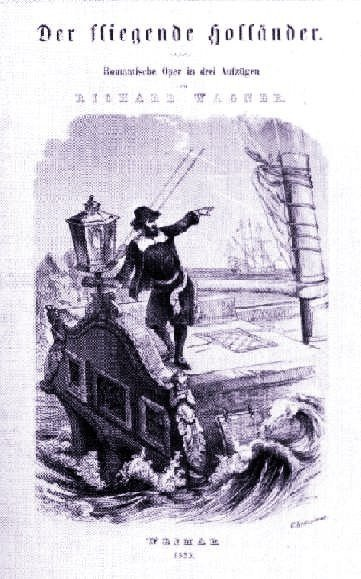 Der fliegende Holländer.
Romantische Oper in drei Aufzügen
von
RICHARD WAGNER.
WEIMAR